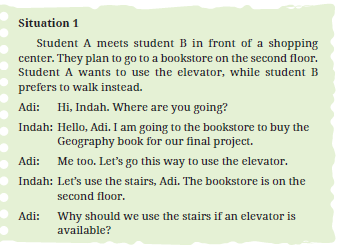 Situation 1
Student A meets student B in front of a shopping
center. They plan to go to a bookstore on the second floor.
Student A wants to use the elevator, while student B
prefers to walk instead.
Adi: Hi, Indah. Where are you going?
Indah: Hello, Adi. I am going to the bookstore to buy the
Geography book for our final project.
Adi: Me too. Let's go this way to use the elevator.
Indah: Let's use the stairs, Adi. The bookstore is on the
second floor.
Adi: Why should we use the stairs if an elevator is
available?